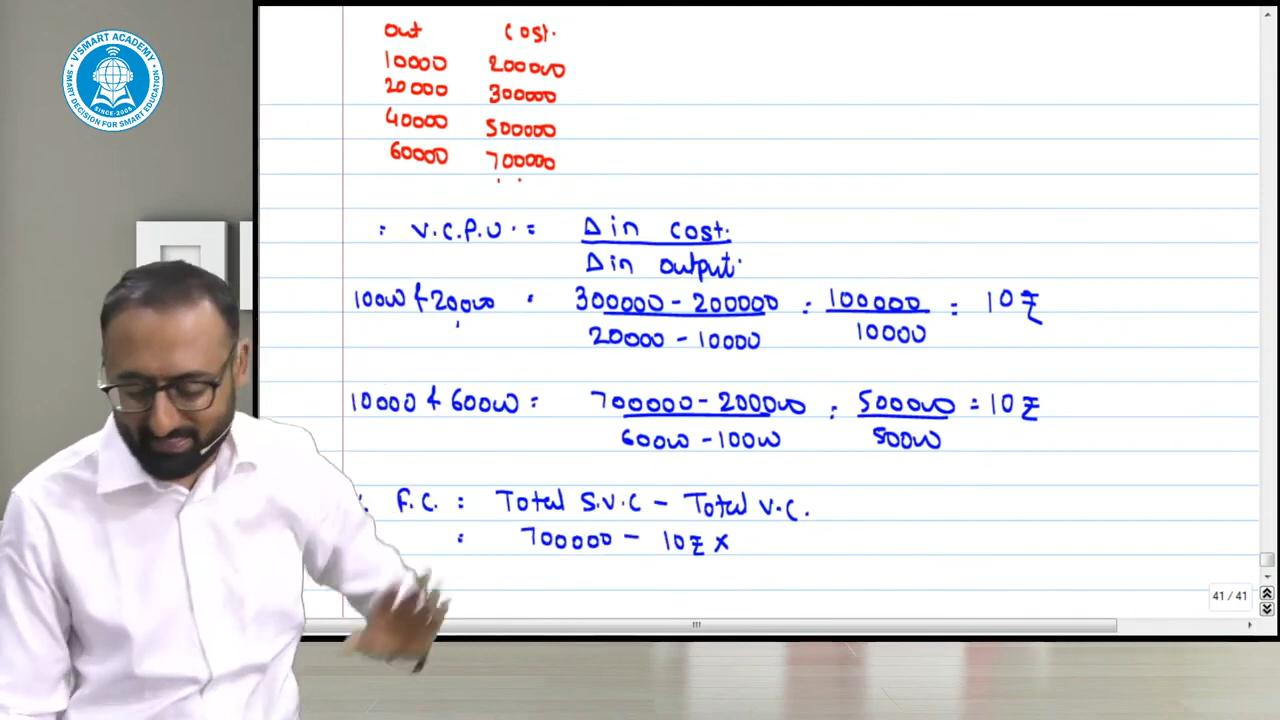 V'SMART ACADEMY
SINCE-2005
SMART DECISION FOR SMART EDUCATION
out cost.
10000 200000
20000 300000
40000 500000
60000 700000
: V.C.P.U. = Δ in cost.
Δ in output.
10000 & 20000 = 300000 - 200000 = 100000 = 10 ₹
20000 - 10000 10000
10000 & 60000 = 700000 - 200000 = 500000 = 10 ₹
60000 - 10000 50000
F.C. = Total S.V.C - Total V.C.
= 700000 - 10₹ ×
41 / 41